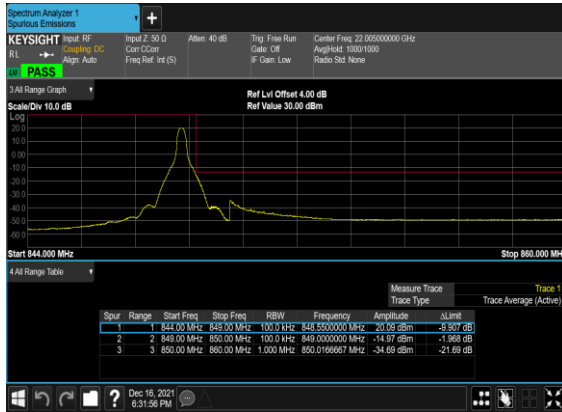 Spectrum Analyzer 1
Spurious Emissions
KEYSIGHT Input: RF Input Z: 50 Ω Atten: 40 dB Trig: Free Run Center Freq: 22.005000000 GHz
RL Coupling: DC Corr CCorr Gate: Off Avg|Hold: 1000/1000
Align: Auto Freq Ref: Int (S) IF Gain: Low Radio Std: None
PASS
3 All Range Graph
Ref Lvl Offset 4.00 dB
Scale/Div 10.0 dB Ref Value 30.00 dBm
Log
20.0
10.0
0.00
-10.0
-20.0
-30.0
-40.0
-50.0
-60.0
Start 844.000 MHz Stop 860.000 MH
4 All Range Table
Measure Trace Trace 1
Trace Type Trace Average (Active)
Spur Range Start Freq Stop Freq RBW Frequency Amplitude ΔLimit
1 1 844.00 MHz 849.00 MHz 100.0 kHz 848.5500000 MHz 20.09 dBm -9.907 dB
2 2 849.00 MHz 850.00 MHz 100.0 kHz 849.0000000 MHz -14.97 dBm -1.968 dB
3 3 850.00 MHz 860.00 MHz 1.000 MHz 850.0166667 MHz -34.69 dBm -21.69 dB
Dec 16, 2021
6:31:56 PM